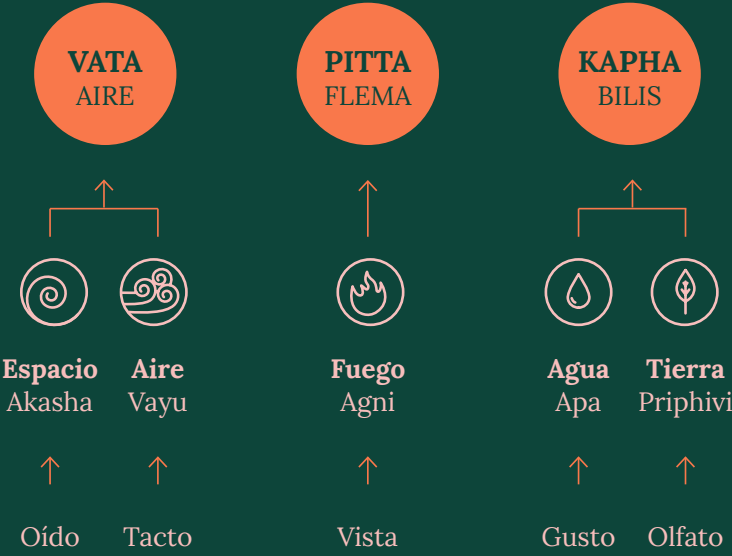 VATA
AIRE
PITTA
FLEMA
KAPHA
BILIS
Espacio
Akasha
Aire
Vayu
Fuego
Agni
Agua
Apa
Tierra
Priphivi
Oído
Tacto
Vista
Gusto
Olfato